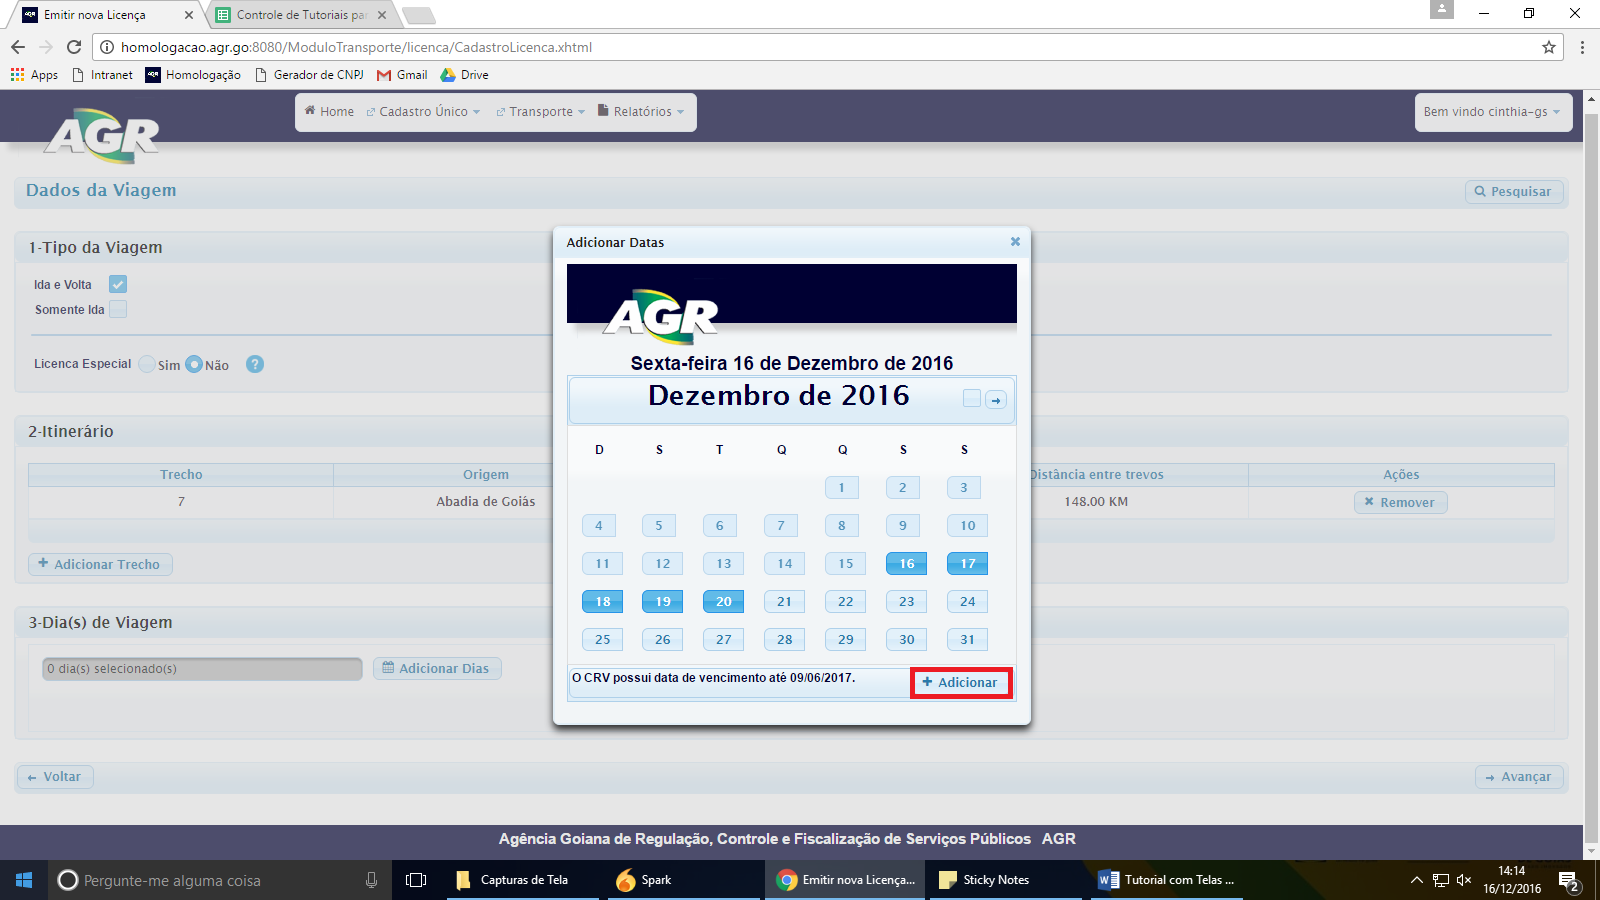 Emitir nova Licença
Controle de Tutoriais pa
homologacao.agr.go:8080/ModuloTransporte/licenca/CadastroLicenca.xhtml
Apps
Intranet
AGR
Homologação
Gerador de CNPJ
Gmail
Drive
AGR
Home
Cadastro Único
Transporte
Relatórios
Bem vindo cinthia-gs
Dados da Viagem
Pesquisar
1-Tipo da Viagem
Ida e Volta
Somente Ida
Licenca Especial Sim Não ?
2-Itinerário
Trecho Origem Distância entre trevos Ações
7 Abadia de Goiás 148.00 KM Remover
Adicionar Trecho
3-Dia(s) de Viagem
0 dia(s) selecionado(s)
Adicionar Dias
Voltar
Avançar
Adicionar Datas
AGR
Sexta-feira 16 de Dezembro de 2016
Dezembro de 2016
D S T Q Q S S
1 2 3
4 5 6 7 8 9 10
11 12 13 14 15 16 17
18 19 20 21 22 23 24
25 26 27 28 29 30 31
O CRV possui data de vencimento até 09/06/2017.
Adicionar
Agência Goiana de Regulação, Controle e Fiscalização de Serviços Públicos AGR
Pergunte-me alguma coisa
Capturas de Tela
Spark
Emitir nova Licença...
Sticky Notes
Tutorial com Telas ...
14:14
16/12/2016
2